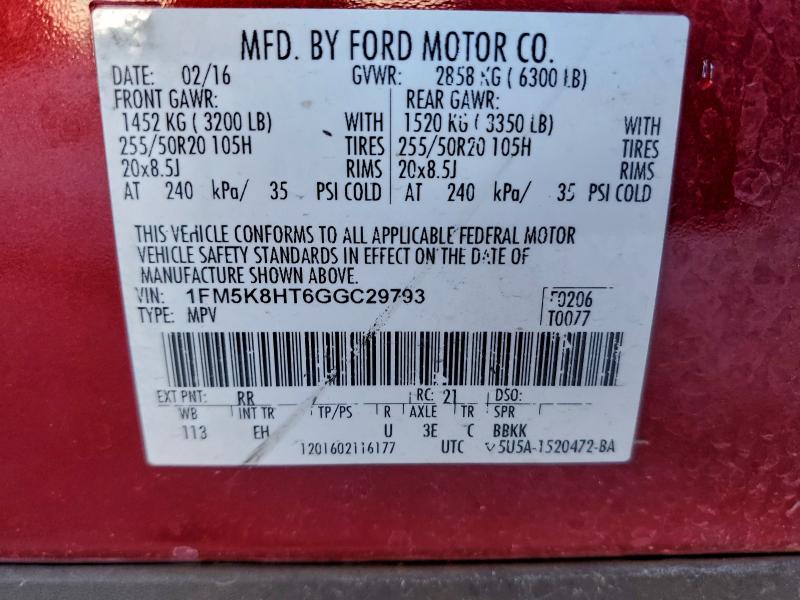 MFD. BY FORD MOTOR CO.
DATE: 02/16 GVWR: 2858 KG ( 6300 LB)
FRONT GAWR: REAR GAWR:
1452 KG ( 3200 LB) WITH 1520 KG ( 3350 LB) WITH
255/50R20 105H TIRES 255/50R20 105H TIRES
20x8.5J RIMS 20x8.5J RIMS
AT 240 kPa/ 35 PSI COLD AT 240 kPa/ 35 PSI COLD
THIS VEHICLE CONFORMS TO ALL APPLICABLE FEDERAL MOTOR
VEHICLE SAFETY STANDARDS IN EFFECT ON THE DATE OF
MANUFACTURE SHOWN ABOVE.
VIN: 1FM5K8HT6GGC29793 F0206
TYPE: MPV T0077
EXT PNT: RR RC: 21 DSO:
WB INT TR TP/PS R AXLE TR SPR
113 EH U 3E C BBKK
1201602116177 UTC 5U5A-1520472-BA